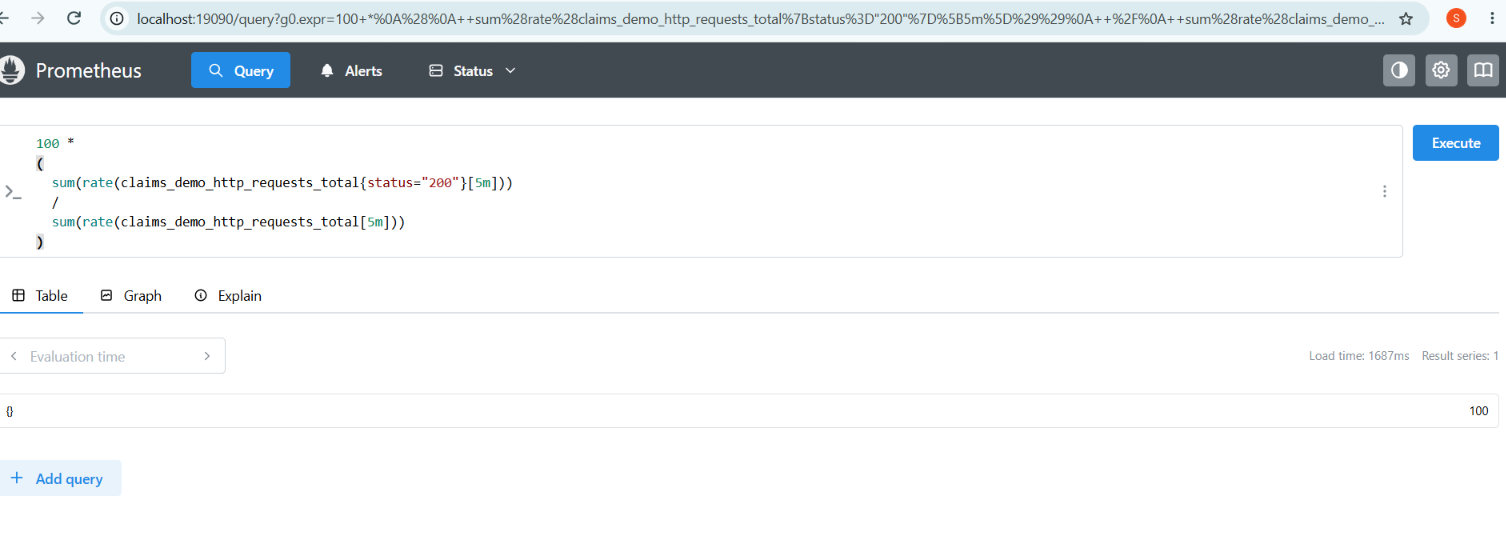 localhost:19090/query?g0.expr=100+*%0A%28%0A++sum%28rate%28claims_demo_http_requests_total%7Bstatus%3D"200"%7D%5B5m%5D%29%29%0A++%2F%0A++sum%28rate%28claims_demo_... S
Prometheus Query Alerts Status
100 *
(
sum(rate(claims_demo_http_requests_total{status="200"}[5m]))
/
sum(rate(claims_demo_http_requests_total[5m]))
)
Execute
Table Graph Explain
Evaluation time Load time: 1687ms Result series: 1
{} 100
+ Add query